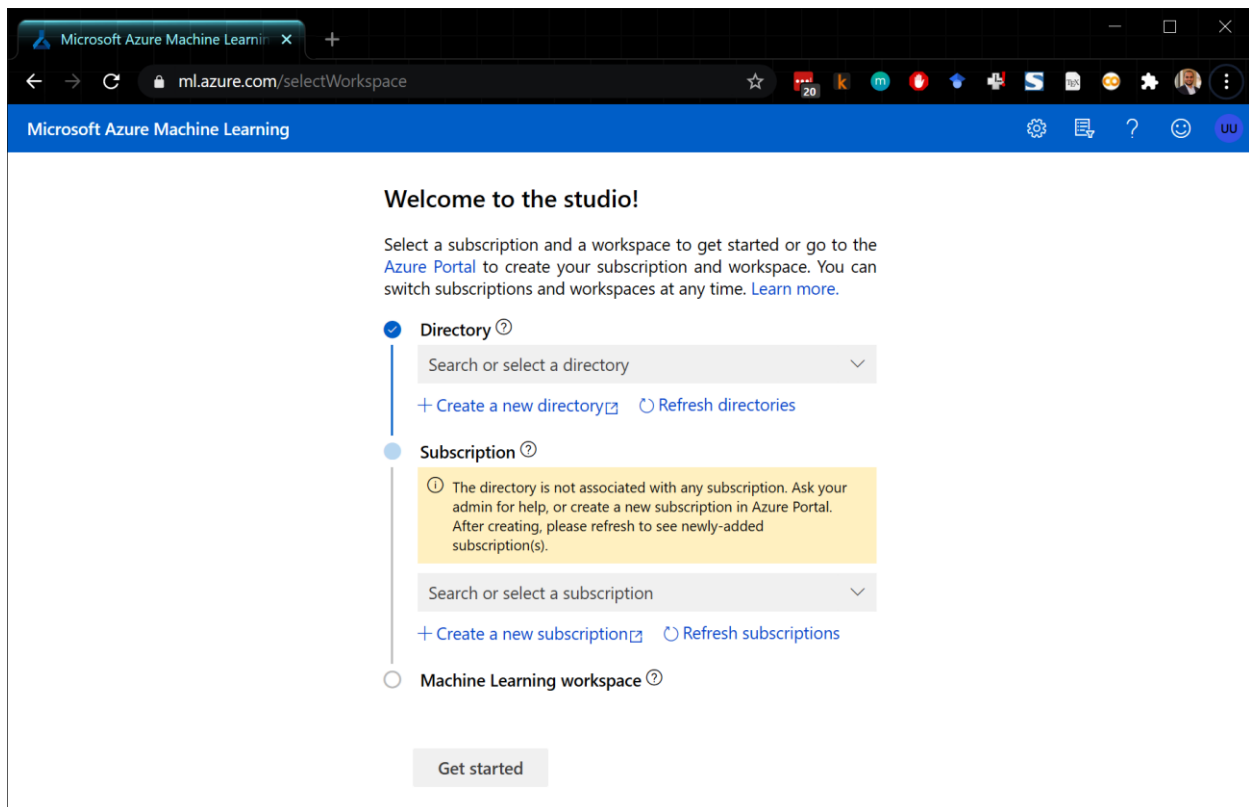 Microsoft Azure Machine Learnin
ml.azure.com/selectWorkspace
20
k
m
S
TEX
Microsoft Azure Machine Learning
UU
Welcome to the studio!
Select a subscription and a workspace to get started or go to the
Azure Portal to create your subscription and workspace. You can
switch subscriptions and workspaces at any time. Learn more.
Directory
Search or select a directory
+ Create a new directory Refresh directories
Subscription
The directory is not associated with any subscription. Ask your
admin for help, or create a new subscription in Azure Portal.
After creating, please refresh to see newly-added
subscription(s).
Search or select a subscription
+ Create a new subscription Refresh subscriptions
Machine Learning workspace
Get started